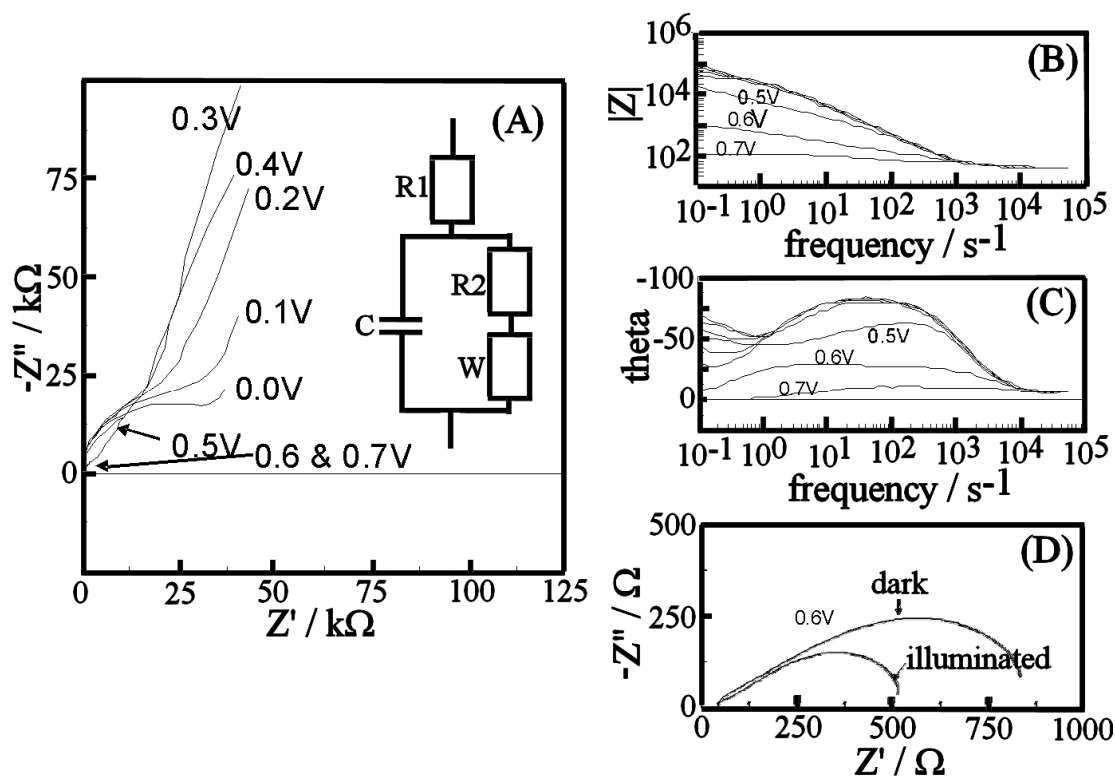 (A)
0.3V
0.4V
0.2V
0.1V
0.0V
0.5V
0.6 & 0.7V
R1
R2
C
W
-Z" / kΩ
75
50
25
0
0
25
50
75
100
125
Z' / kΩ
(B)
|Z|
10^6
10^4
10^2
0.5V
0.6V
0.7V
10^-1 10^0 10^1 10^2 10^3 10^4 10^5
frequency / s^-1
(C)
theta
-100
-50
0
0.5V
0.6V
0.7V
10^-1 10^0 10^1 10^2 10^3 10^4 10^5
frequency / s^-1
(D)
-Z" / Ω
500
250
0
dark
0.6V
illuminated
0 250 500 750 1000
Z' / Ω